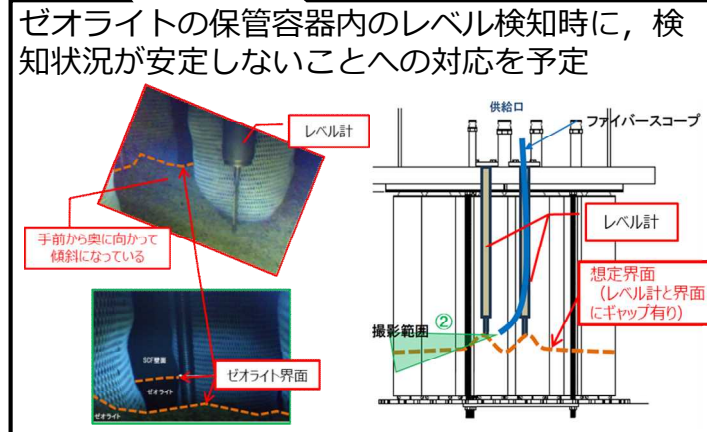 ゼオライトの保管容器内のレベル検知時に，検
知状況が安定しないことへの対応を予定
レベル計
手前から奥に向かって
傾斜になっている
SCF壁面
ゼオライト
ゼオライト
ゼオライト界面
供給口
ファイバースコープ
レベル計
想定界面
（レベル計と界面
にギャップ有り）
②
撮影範囲